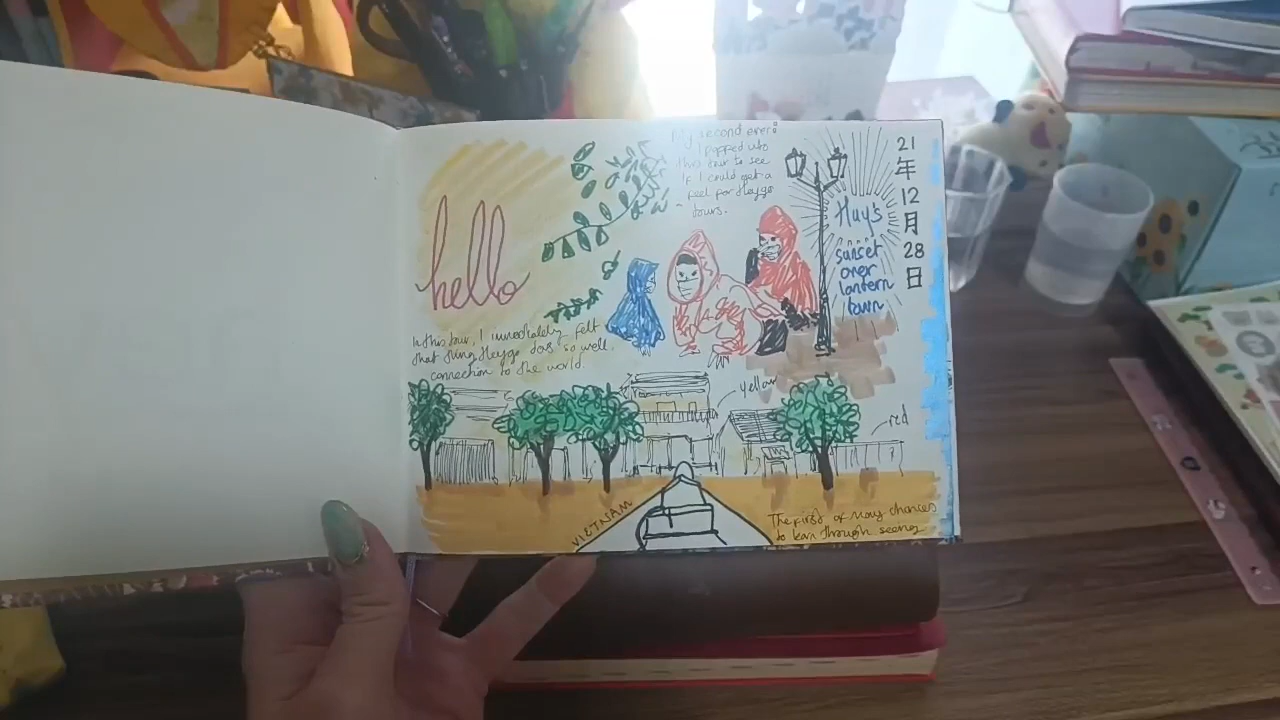 hello
My second ever:
I popped into
this tour to see
if I could get a
feel for Heygo
tours.
21
年
12
月
28
日
Huy's
sunset
over
lantern
town
In this tour, I immediately felt
that thing Heygo does so well.
connection to the world.
yellow
red
VIETNAM
The first of many chances
to learn through seeing